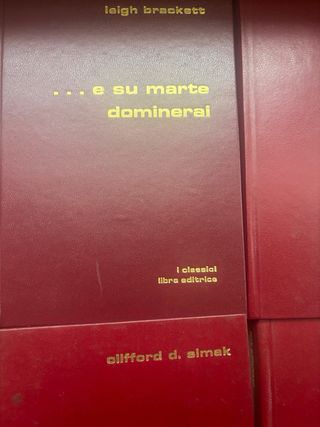 leigh brackett
...e su marte
dominerai
i classici
libra editrice
clifford d. simak